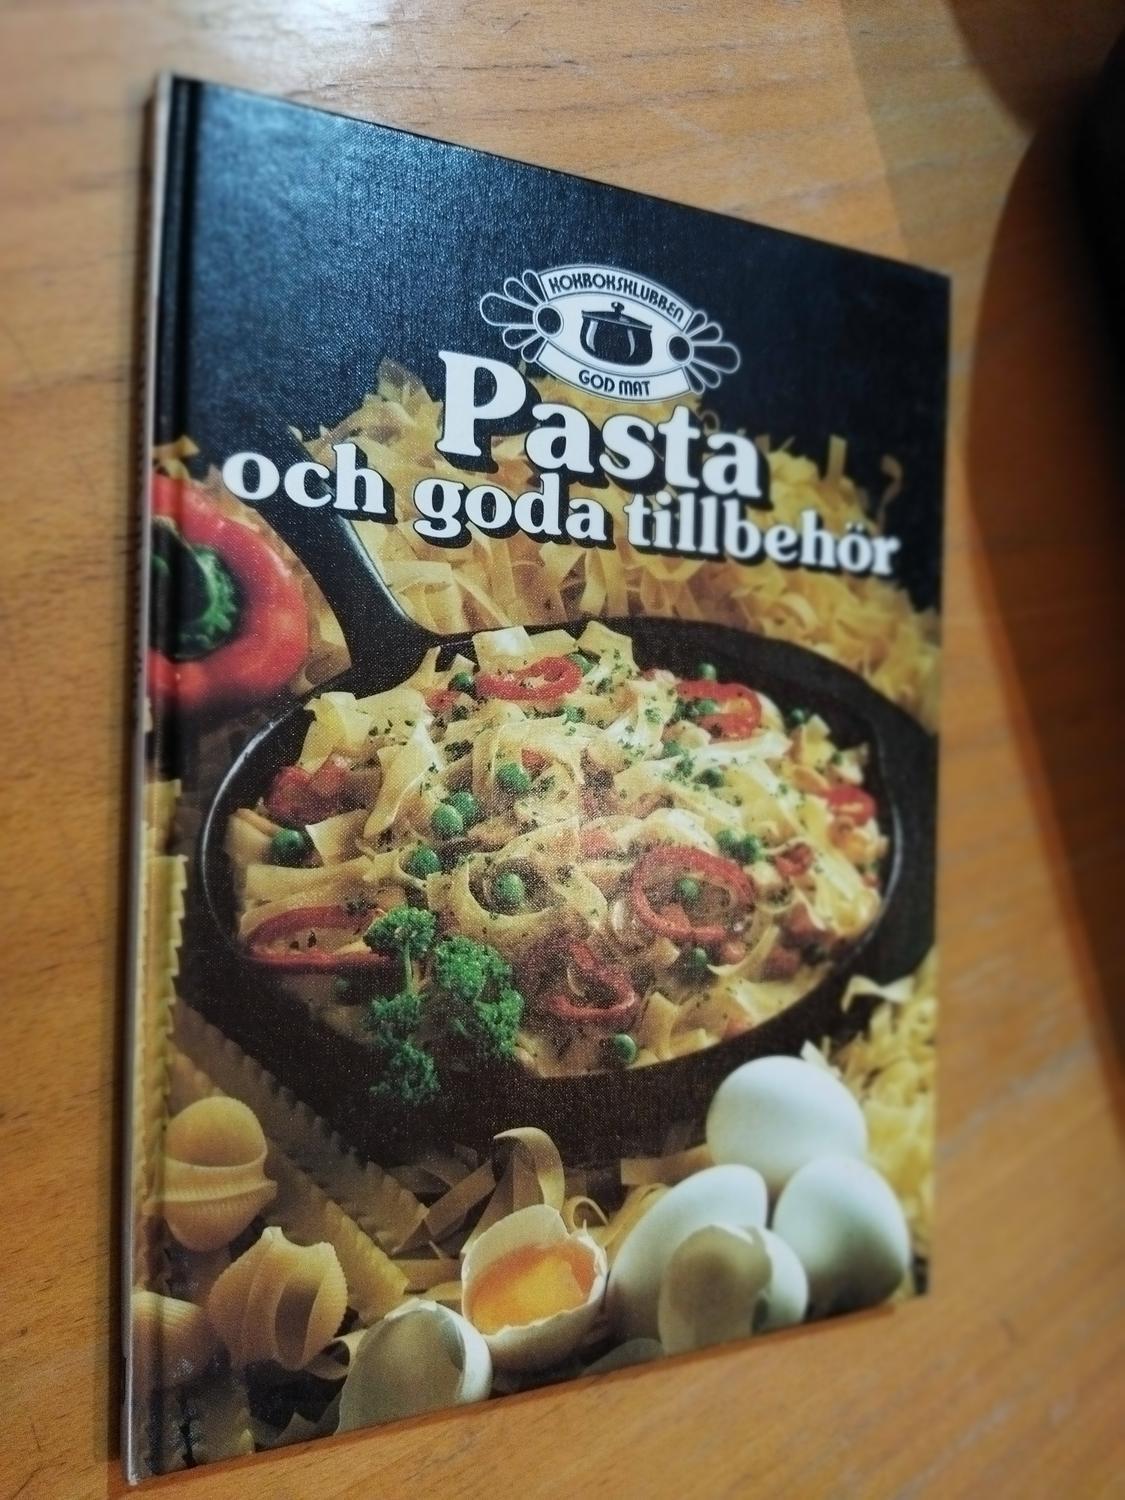 KOKBOKSKLUBBEN
GOD MAT
Pasta
och goda tillbehör